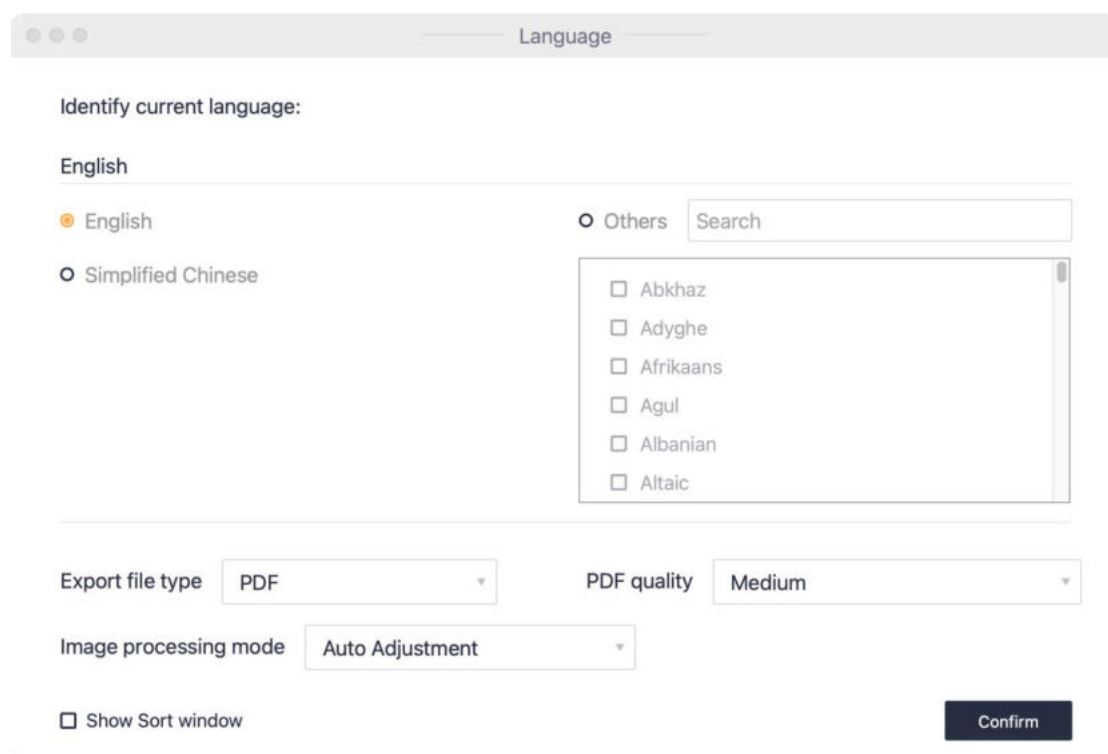 Language
Identify current language:
English
English
Others Search
Simplified Chinese
Abkhaz
Adyghe
Afrikaans
Agul
Albanian
Altaic
Export file type PDF PDF quality Medium
Image processing mode Auto Adjustment
Show Sort window Confirm